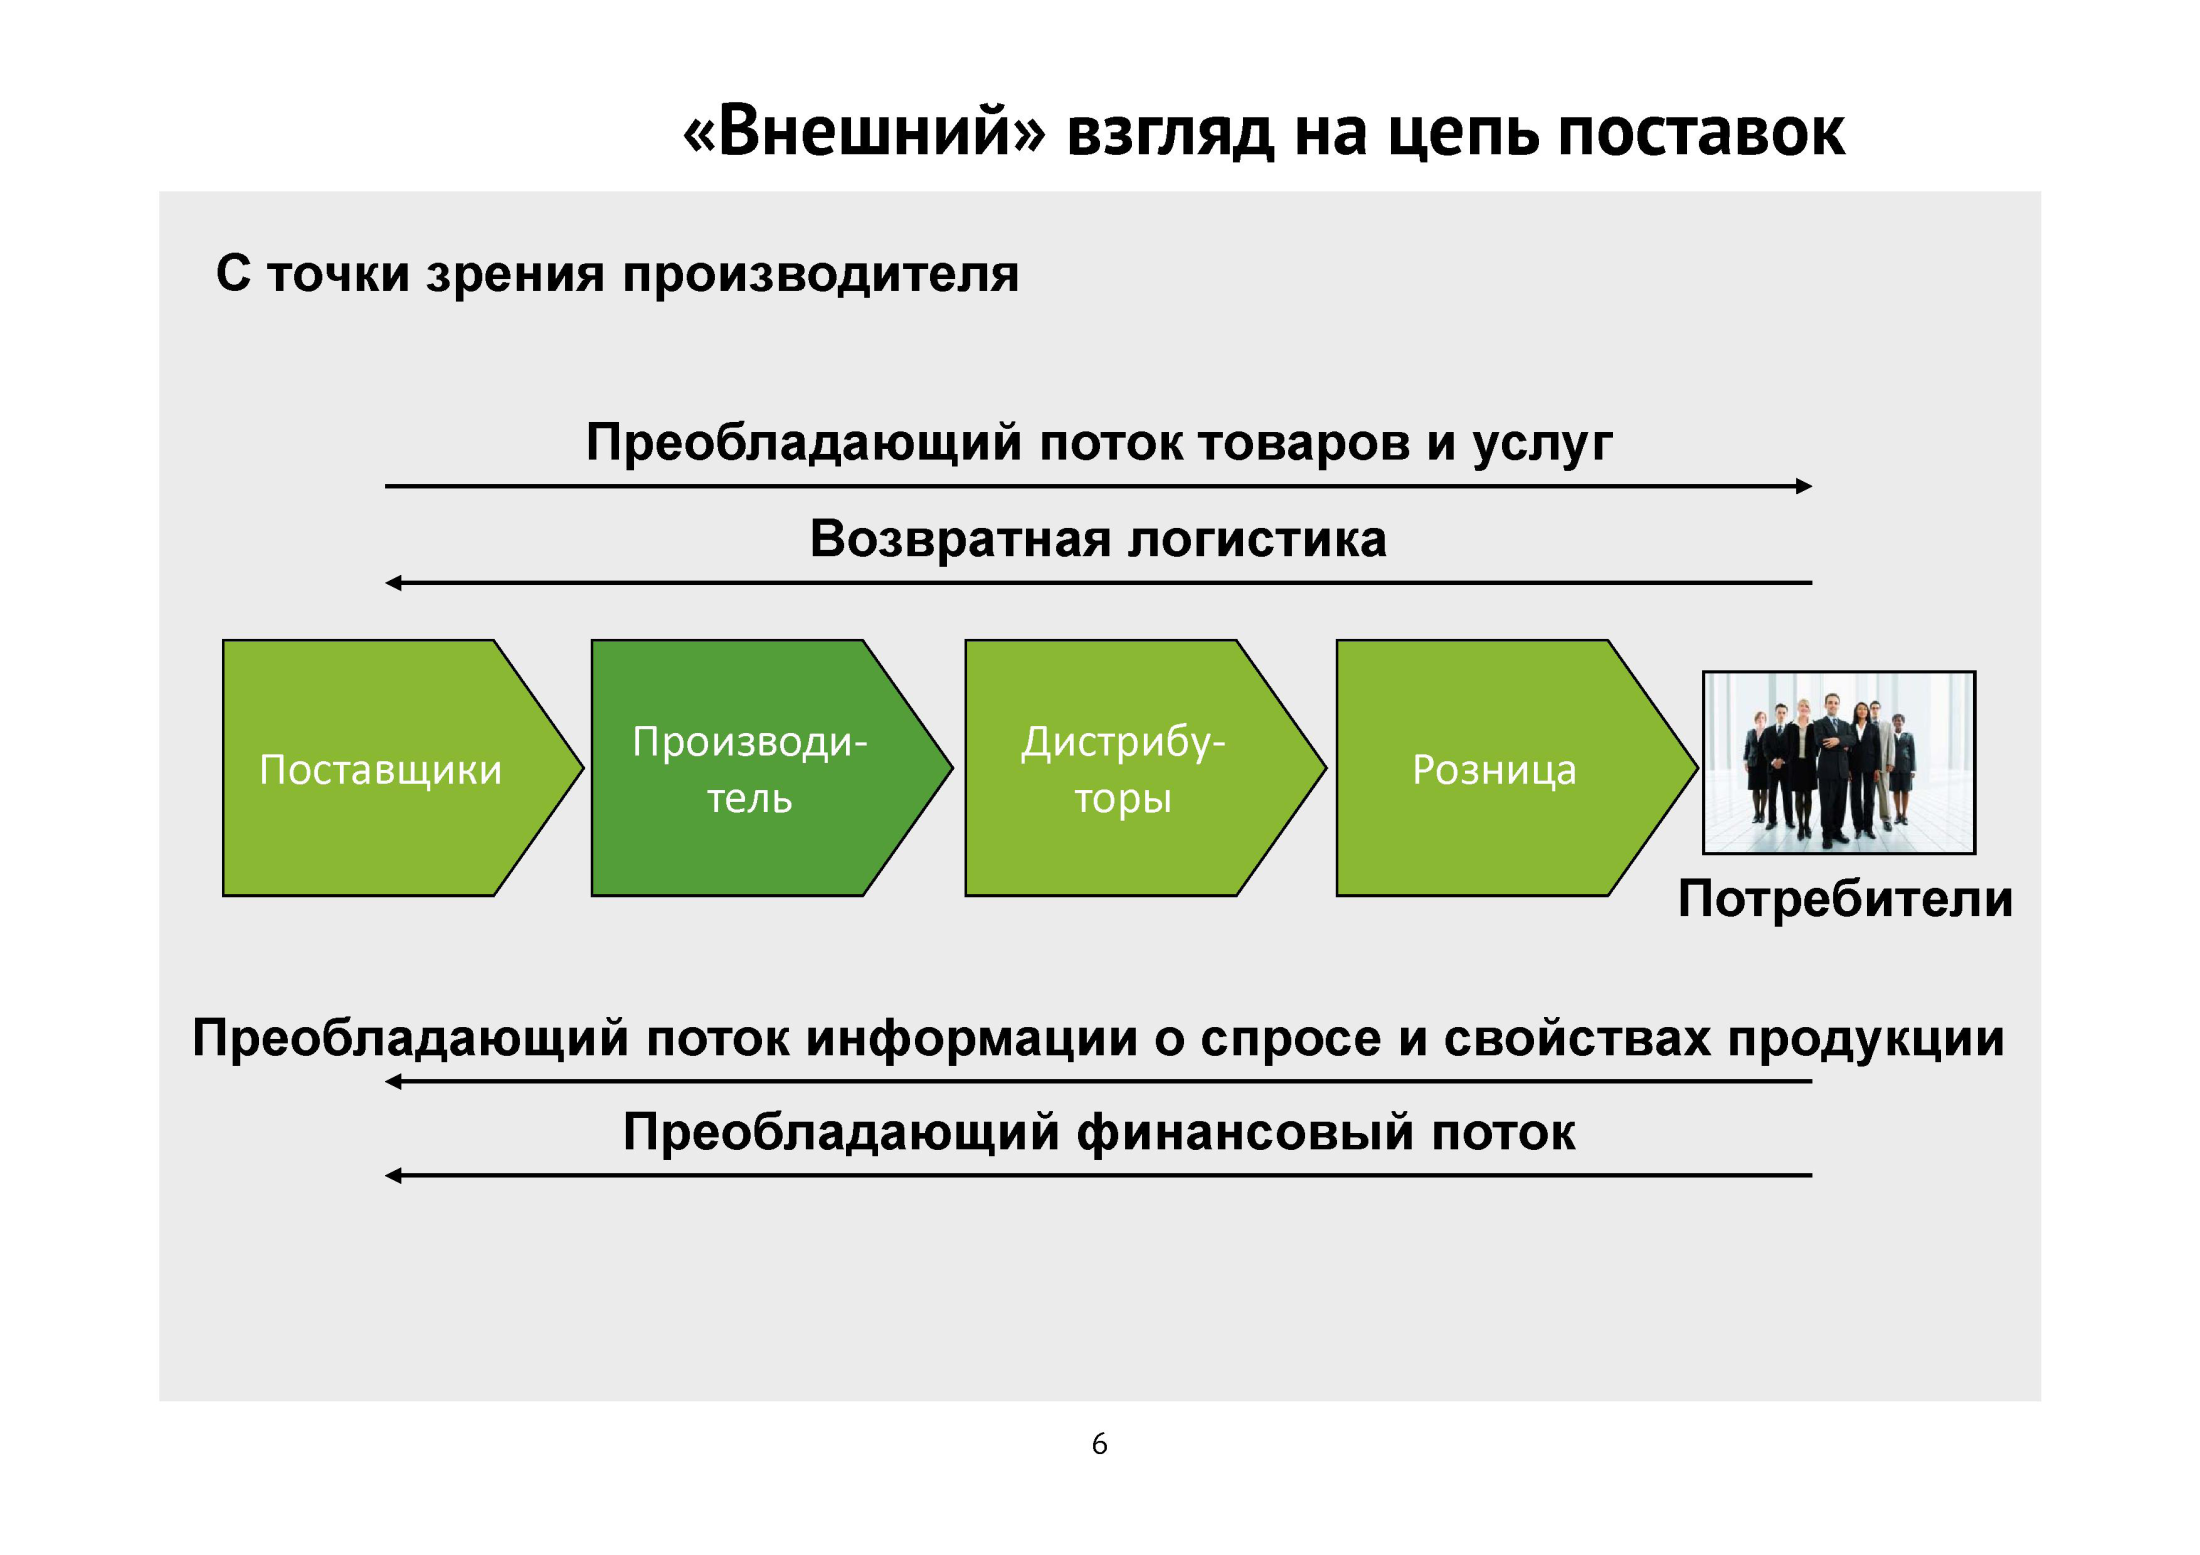 «Внешний» взгляд на цепь поставок
С точки зрения производителя
Преобладающий поток товаров и услуг
Возвратная логистика
Поставщики
Производи-
тель
Дистрибу-
торы
Розница
Потребители
Преобладающий поток информации о спросе и свойствах продукции
Преобладающий финансовый поток
6